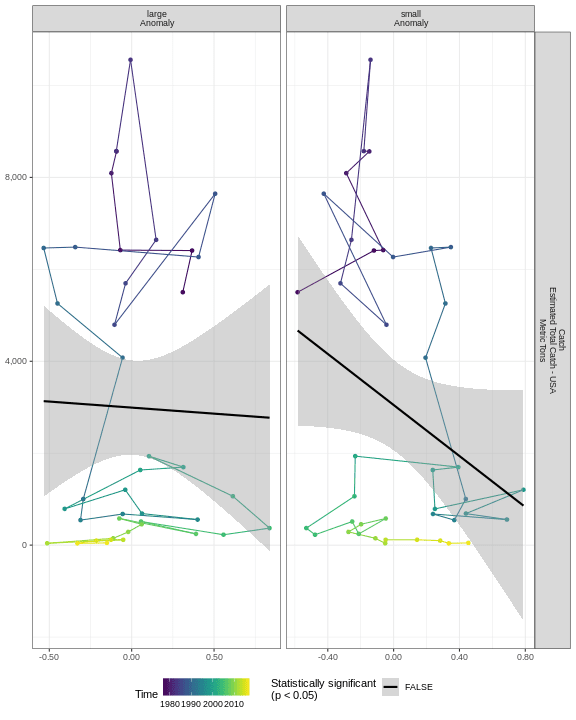 large
Anomaly
small
Anomaly
8,000
4,000
0
Catch
Estimated Total Catch - USA
Metric Tons
-0.50
0.00
0.50
-0.40
0.00
0.40
0.80
Time
1980 1990 2000 2010
Statistically significant
(p < 0.05)
FALSE